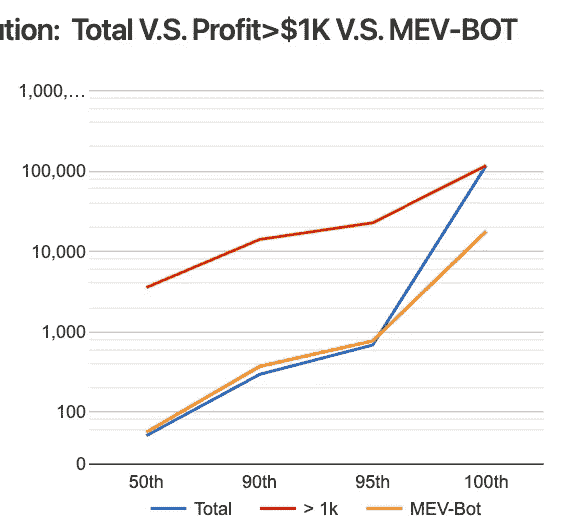 ution: Total V.S. Profit>$1K V.S. MEV-BOT
1,000,...
100,000
10,000
1,000
100
0
50th 90th 95th 100th
Total > 1k MEV-Bot